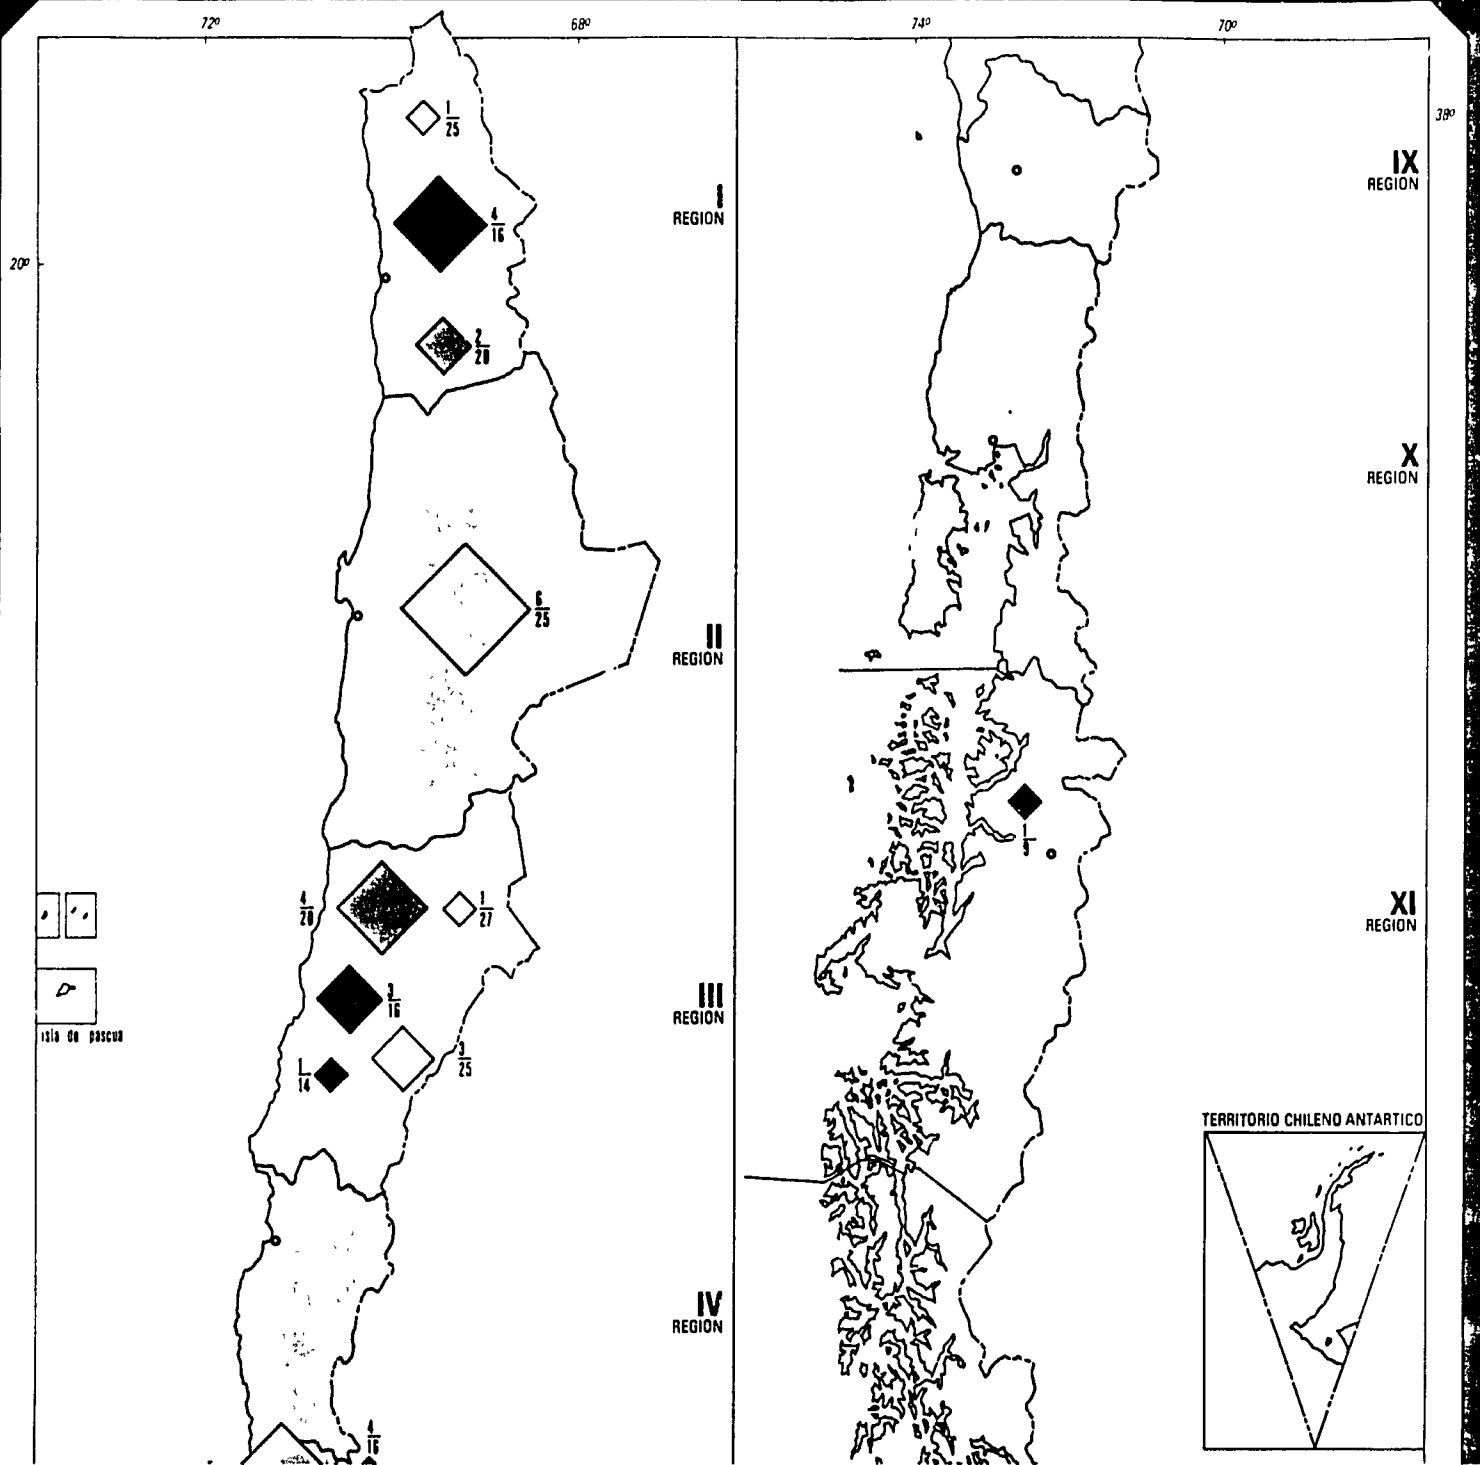 72º
68º
74º
70º
38º
20º
1
25
4
16
2
20
I
REGION
6
25
II
REGION
4
20
1
27
3
16
3
25
1
14
III
REGION
isla de pascua
IV
REGION
4
16
IX
REGION
X
REGION
1
9
XI
REGION
TERRITORIO CHILENO ANTARTICO